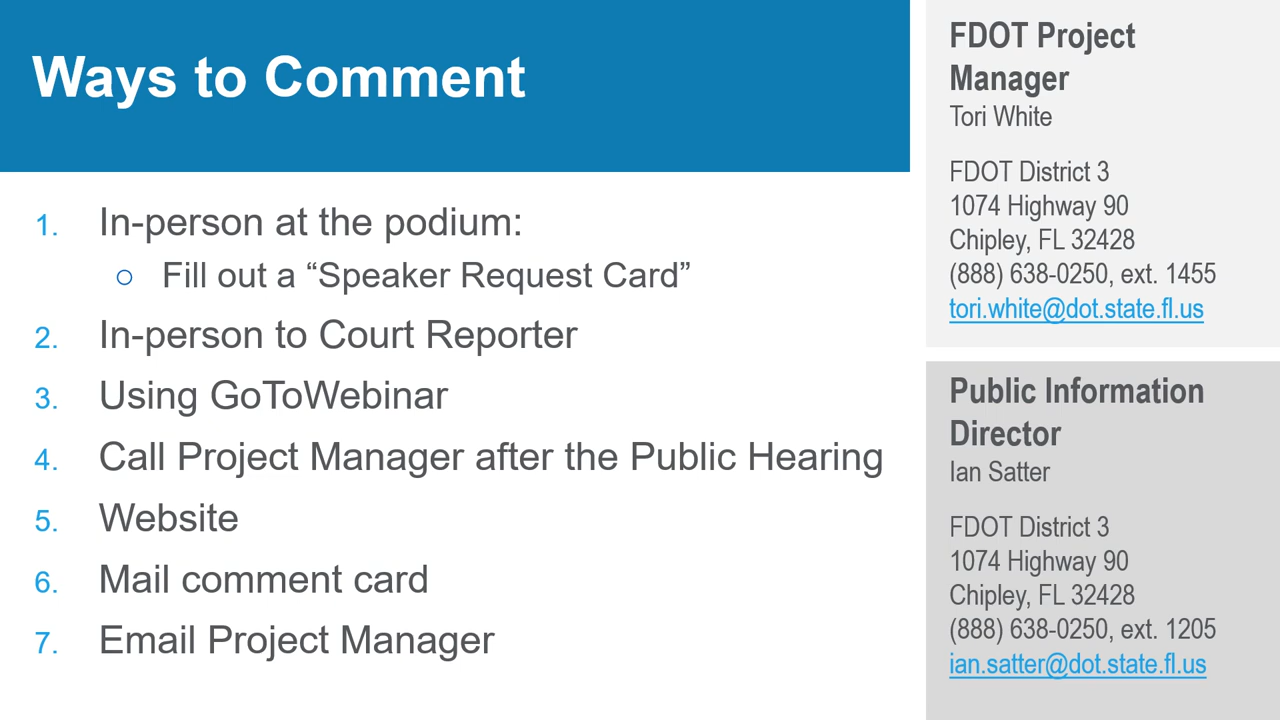 Ways to Comment
1. In-person at the podium:
○ Fill out a “Speaker Request Card”
2. In-person to Court Reporter
3. Using GoToWebinar
4. Call Project Manager after the Public Hearing
5. Website
6. Mail comment card
7. Email Project Manager
FDOT Project
Manager
Tori White
FDOT District 3
1074 Highway 90
Chipley, FL 32428
(888) 638-0250, ext. 1455
tori.white@dot.state.fl.us
Public Information
Director
Ian Satter
FDOT District 3
1074 Highway 90
Chipley, FL 32428
(888) 638-0250, ext. 1205
ian.satter@dot.state.fl.us